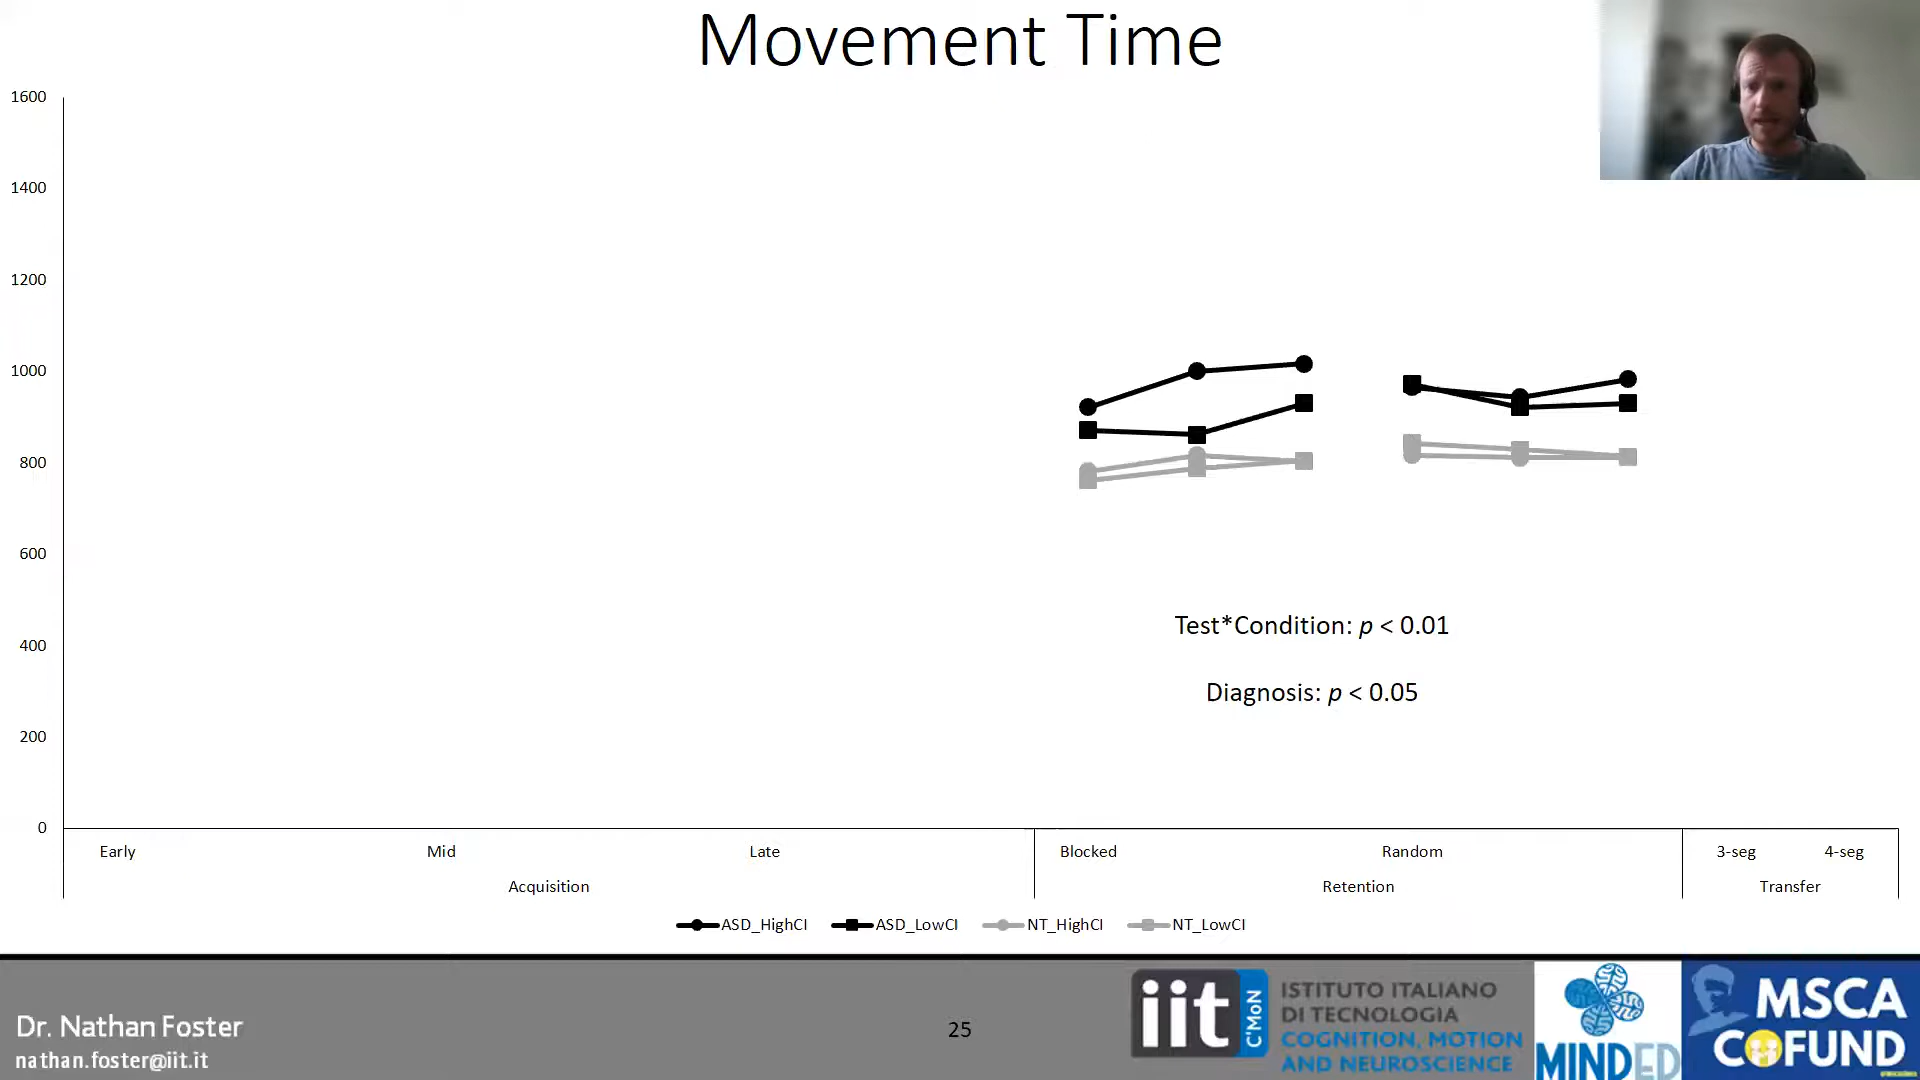 Movement Time
1600
1400
1200
1000
800
600
400
200
0
Test*Condition: p < 0.01
Diagnosis: p < 0.05
Early Mid Late Blocked Random 3-seg 4-seg
Acquisition Retention Transfer
ASD_HighCI ASD_LowCI NT_HighCI NT_LowCI
Dr. Nathan Foster
nathan.foster@iit.it
25
iit C'MoN
ISTITUTO ITALIANO
DI TECNOLOGIA
COGNITION, MOTION
AND NEUROSCIENCE
MINDED
MSCA
COFUND